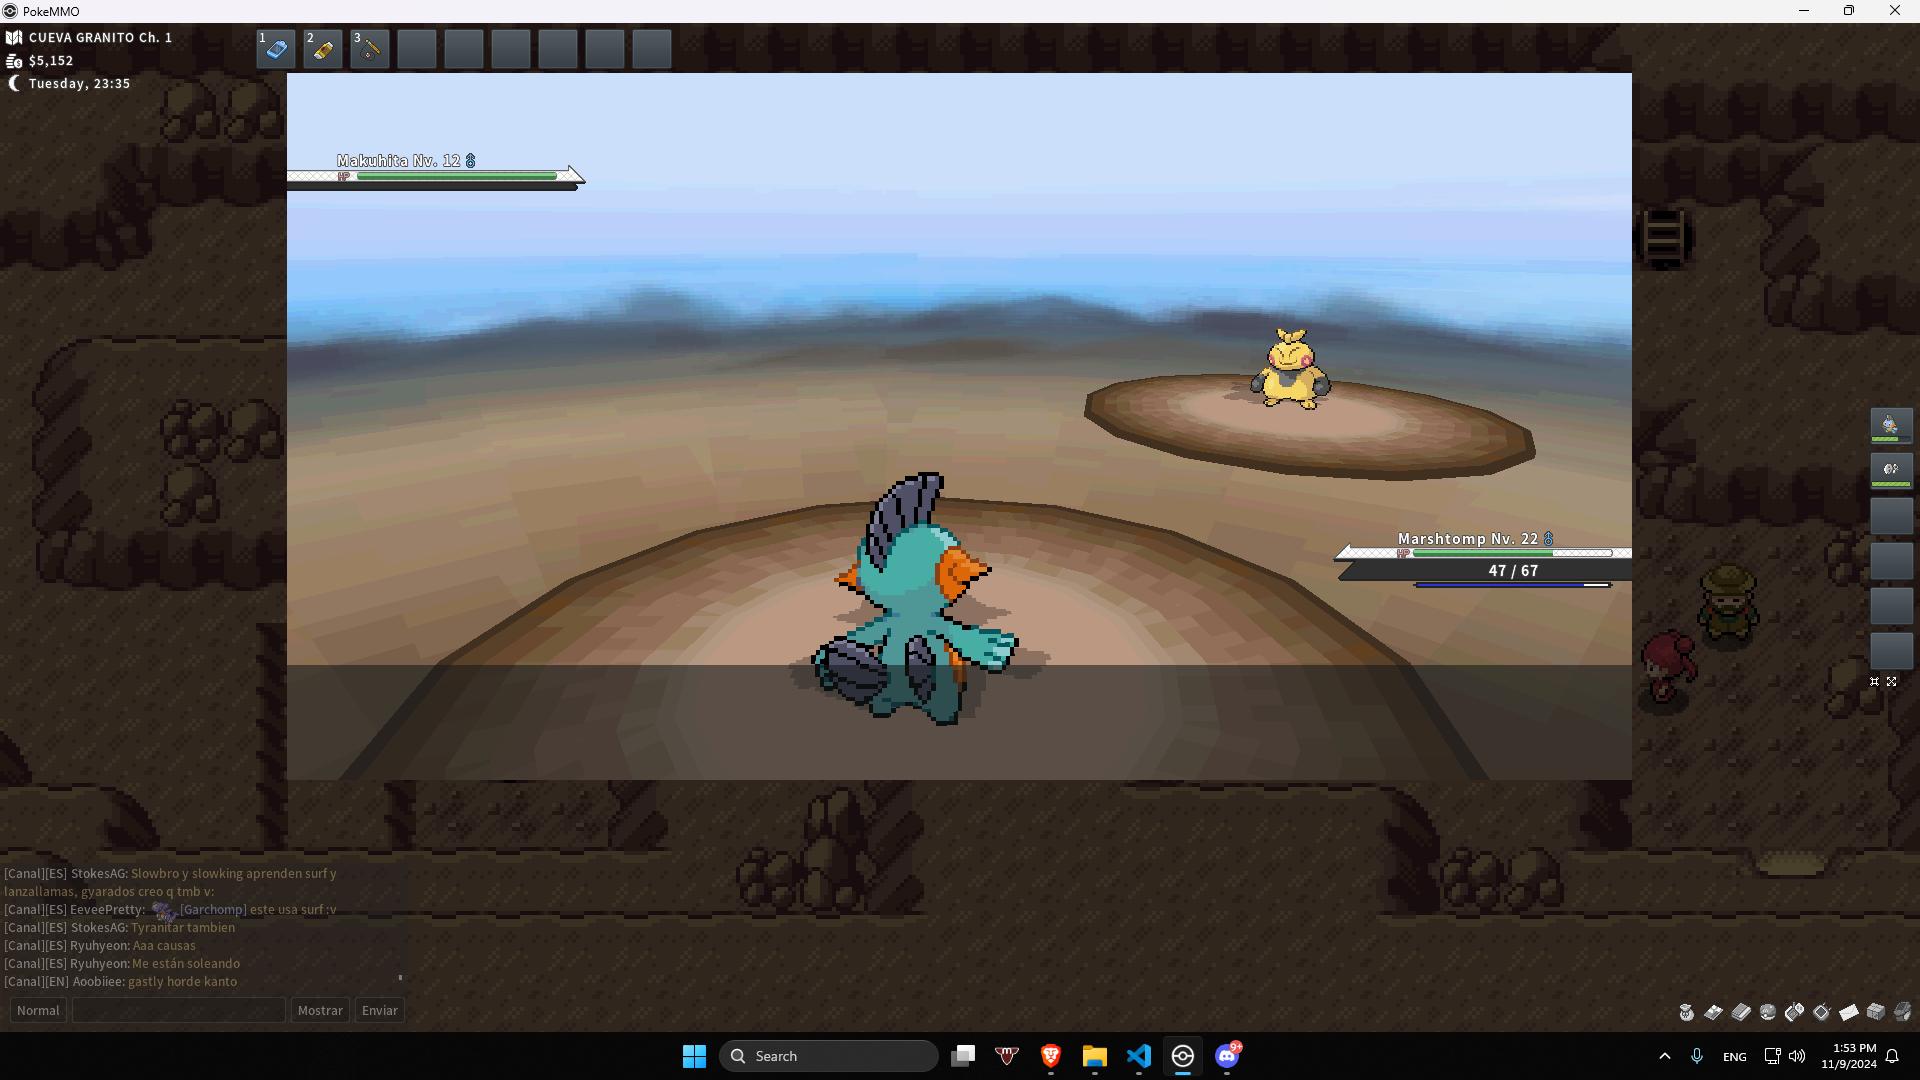 PokeMMO
CUEVA GRANITO Ch. 1
$5,152
Tuesday, 23:35
1
2
3
Makuhita Nv. 12
HP
Marshtomp Nv. 22
HP
47 / 67
[Canal][ES] StokesAG: Slowbro y slowking aprenden surf y
lanzallamas, gyarados creo q tmb v:
[Canal][ES] EeveePretty: [Garchomp] este usa surf :v
[Canal][ES] StokesAG: Tyranitar tambien
[Canal][ES] Ryuhyeon: Aaa causas
[Canal][ES] Ryuhyeon: Me están soleando
[Canal][EN] Aoobiiee: gastly horde kanto
Normal
Mostrar
Enviar
Search
9+
ENG
1:53 PM
11/9/2024